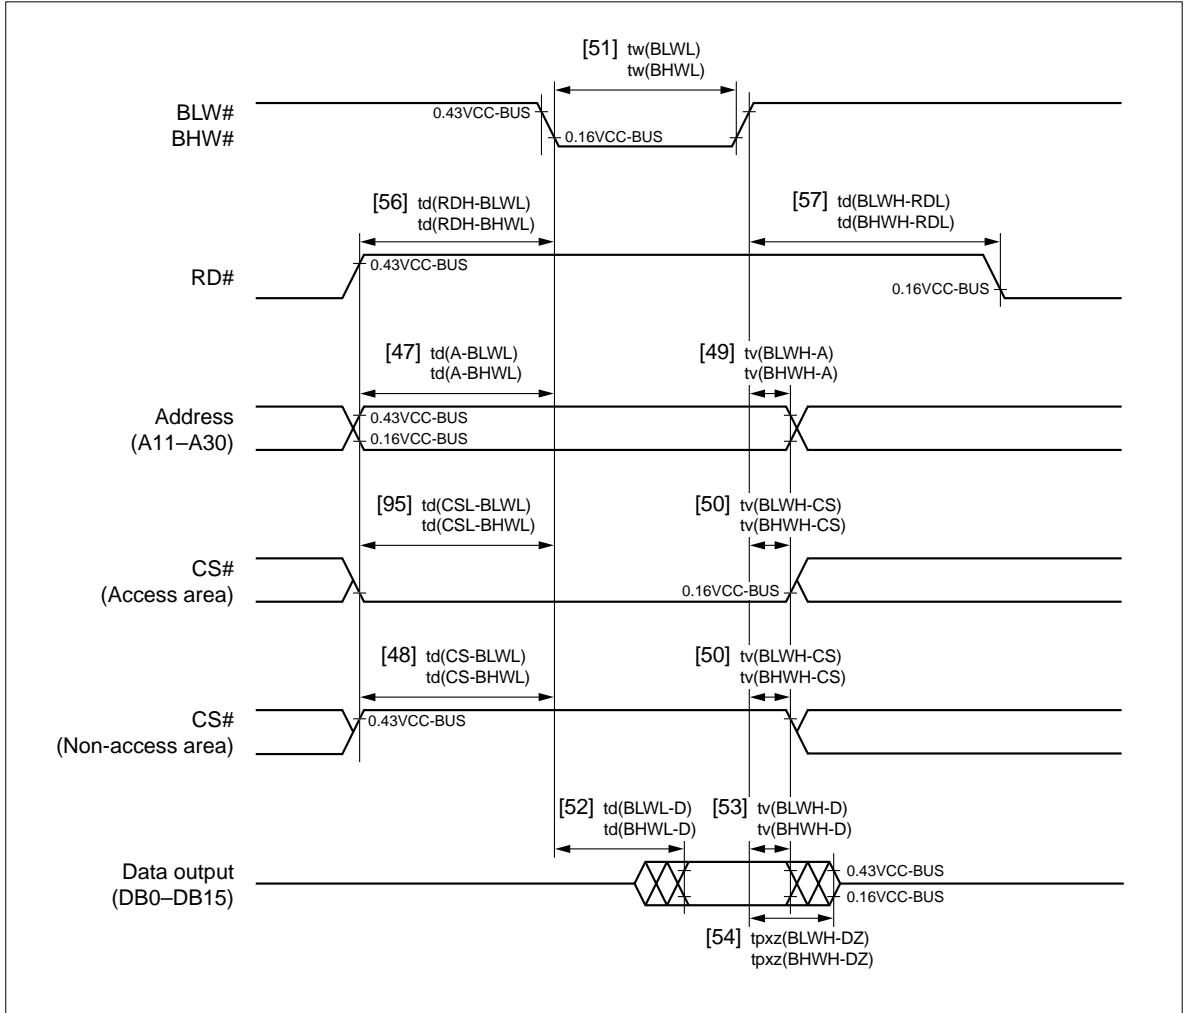 [51] tw(BLWL)
tw(BHWL)
BLW#
BHW#
0.43VCC-BUS
0.16VCC-BUS
[56] td(RDH-BLWL)
td(RDH-BHWL)
[57] td(BLWH-RDL)
td(BHWH-RDL)
RD#
0.43VCC-BUS
0.16VCC-BUS
[47] td(A-BLWL)
td(A-BHWL)
[49] tv(BLWH-A)
tv(BHWH-A)
Address
(A11–A30)
0.43VCC-BUS
0.16VCC-BUS
[95] td(CSL-BLWL)
td(CSL-BHWL)
[50] tv(BLWH-CS)
tv(BHWH-CS)
CS#
(Access area)
0.16VCC-BUS
[48] td(CS-BLWL)
td(CS-BHWL)
[50] tv(BLWH-CS)
tv(BHWH-CS)
CS#
(Non-access area)
0.43VCC-BUS
[52] td(BLWL-D)
td(BHWL-D)
[53] tv(BLWH-D)
tv(BHWH-D)
Data output
(DB0–DB15)
0.43VCC-BUS
0.16VCC-BUS
[54] tpxz(BLWH-DZ)
tpxz(BHWH-DZ)